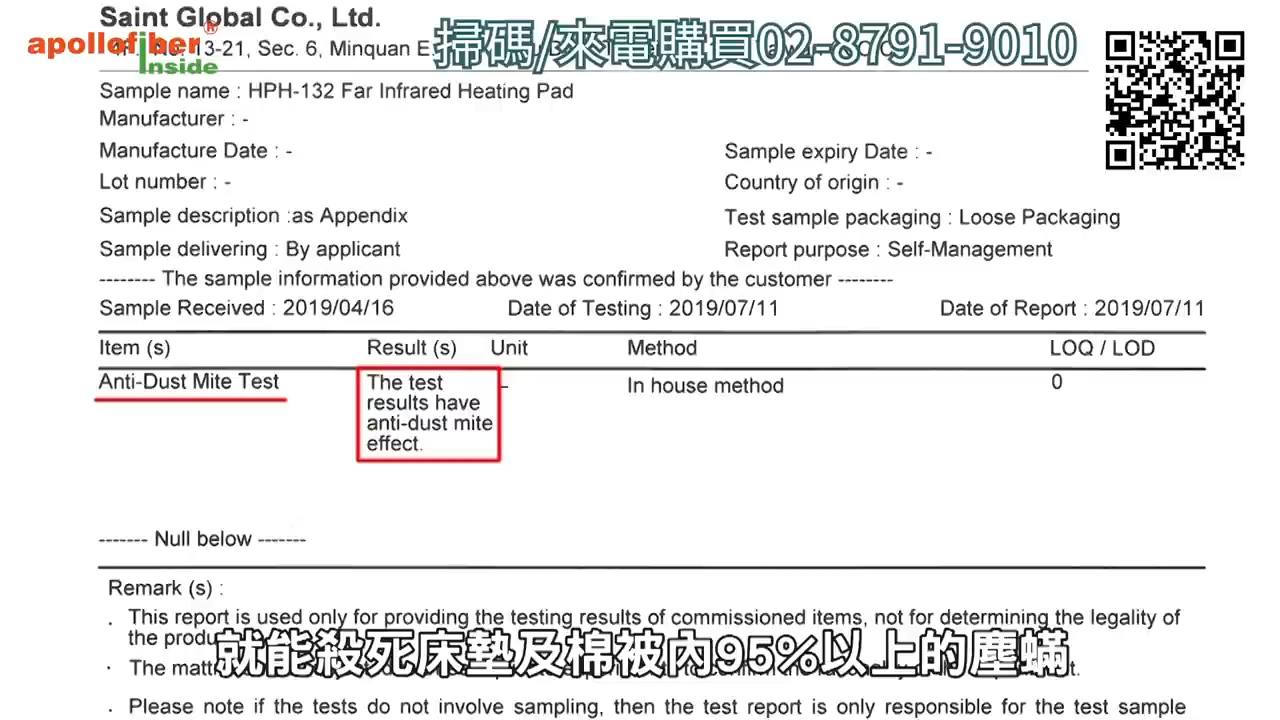 Saint Global Co., Ltd.
apollofiber®
Inside
13-21, Sec. 6, Minquan E.
掃碼/來電購買02-8791-9010
Sample name : HPH-132 Far Infrared Heating Pad
Manufacturer : -
Manufacture Date : -
Sample expiry Date : -
Lot number : -
Country of origin : -
Sample description :as Appendix
Test sample packaging : Loose Packaging
Sample delivering : By applicant
Report purpose : Self-Management
-------- The sample information provided above was confirmed by the customer --------
Sample Received : 2019/04/16 Date of Testing : 2019/07/11 Date of Report : 2019/07/11
Item (s) Result (s) Unit Method LOQ / LOD
Anti-Dust Mite Test The test results have anti-dust mite effect. – In house method 0
------- Null below -------
Remark (s) :
. This report is used only for providing the testing results of commissioned items, not for determining the legality of
the
就能殺死床墊及棉被內95%以上的塵蟎
. The
. Please note if the tests do not involve sampling, then the test report is only responsible for the test sample